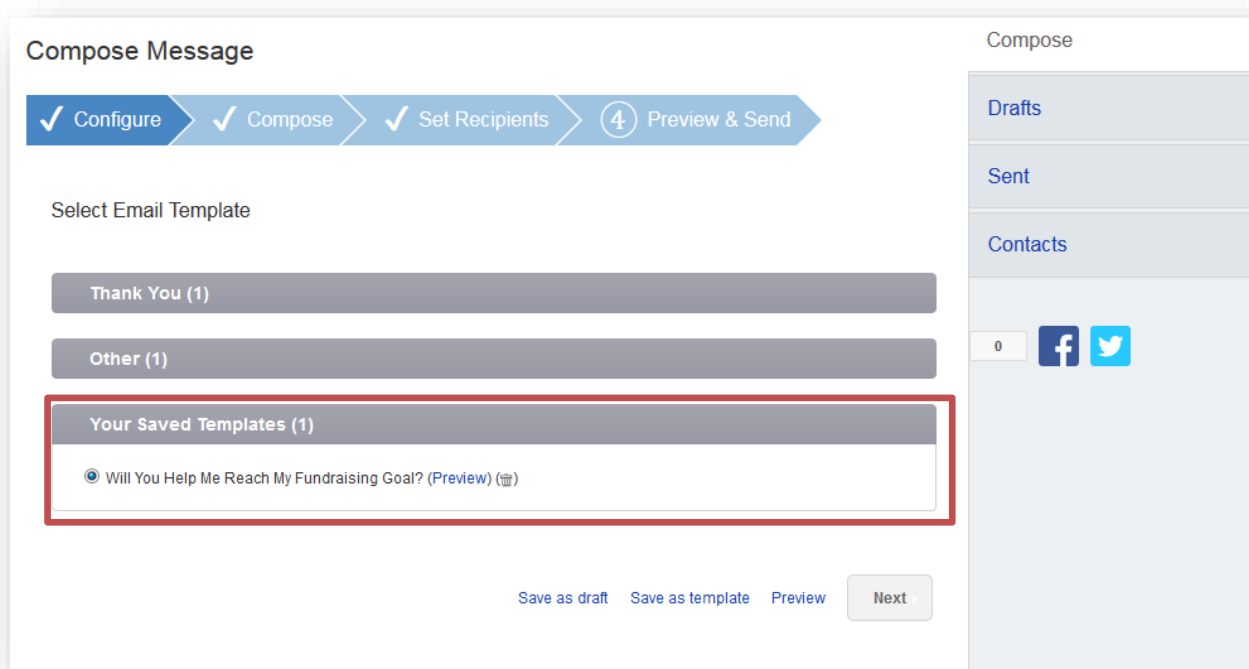 Compose Message
Configure
Compose
Set Recipients
4 Preview & Send
Select Email Template
Thank You (1)
Other (1)
Your Saved Templates (1)
Will You Help Me Reach My Fundraising Goal? (Preview) ()
Save as draft Save as template Preview Next
Compose
Drafts
Sent
Contacts
0